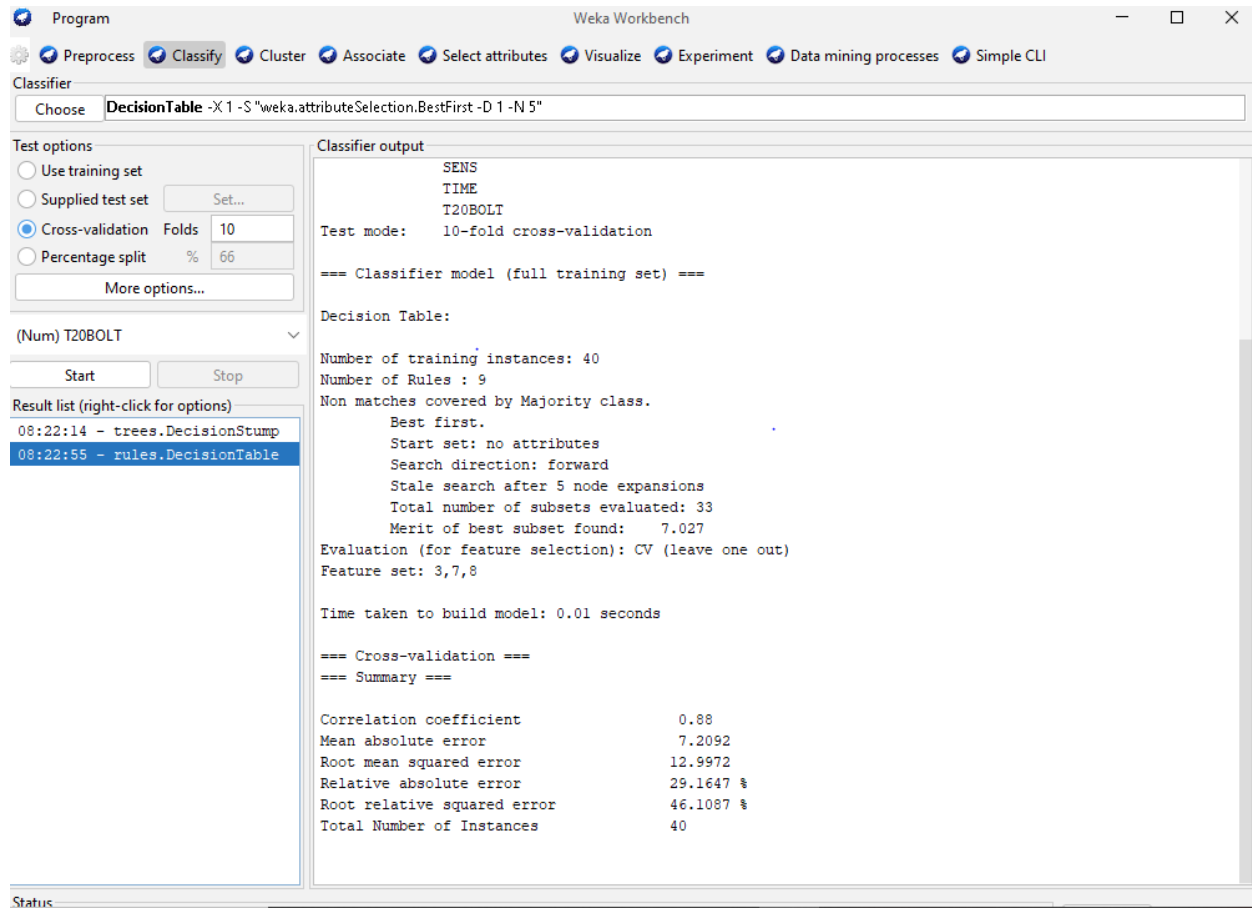 Program Weka Workbench
Preprocess Classify Cluster Associate Select attributes Visualize Experiment Data mining processes Simple CLI
Classifier
Choose DecisionTable -X 1 -S "weka.attributeSelection.BestFirst -D 1 -N 5"
Test options
Use training set
Supplied test set Set...
Cross-validation Folds 10
Percentage split % 66
More options...
(Num) T20BOLT
Start Stop
Result list (right-click for options)
08:22:14 - trees.DecisionStump
08:22:55 - rules.DecisionTable
Classifier output
SENS
TIME
T20BOLT
Test mode: 10-fold cross-validation
=== Classifier model (full training set) ===
Decision Table:
Number of training instances: 40
Number of Rules : 9
Non matches covered by Majority class.
Best first.
Start set: no attributes
Search direction: forward
Stale search after 5 node expansions
Total number of subsets evaluated: 33
Merit of best subset found: 7.027
Evaluation (for feature selection): CV (leave one out)
Feature set: 3,7,8
Time taken to build model: 0.01 seconds
=== Cross-validation ===
=== Summary ===
Correlation coefficient 0.88
Mean absolute error 7.2092
Root mean squared error 12.9972
Relative absolute error 29.1647 %
Root relative squared error 46.1087 %
Total Number of Instances 40
Status